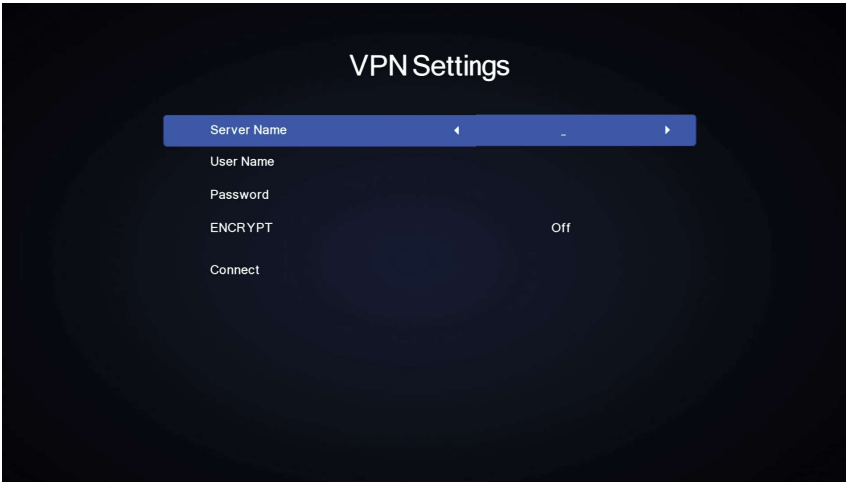 VPN Settings
Server Name _
User Name
Password
ENCRYPT Off
Connect